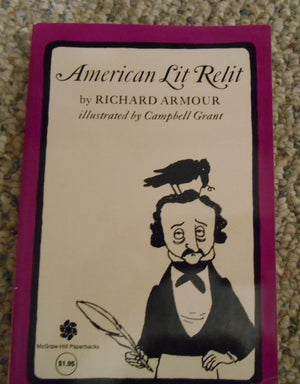 American Lit Relit
by RICHARD ARMOUR
illustrated by Campbell Grant
McGraw-Hill Paperbacks
$1.95